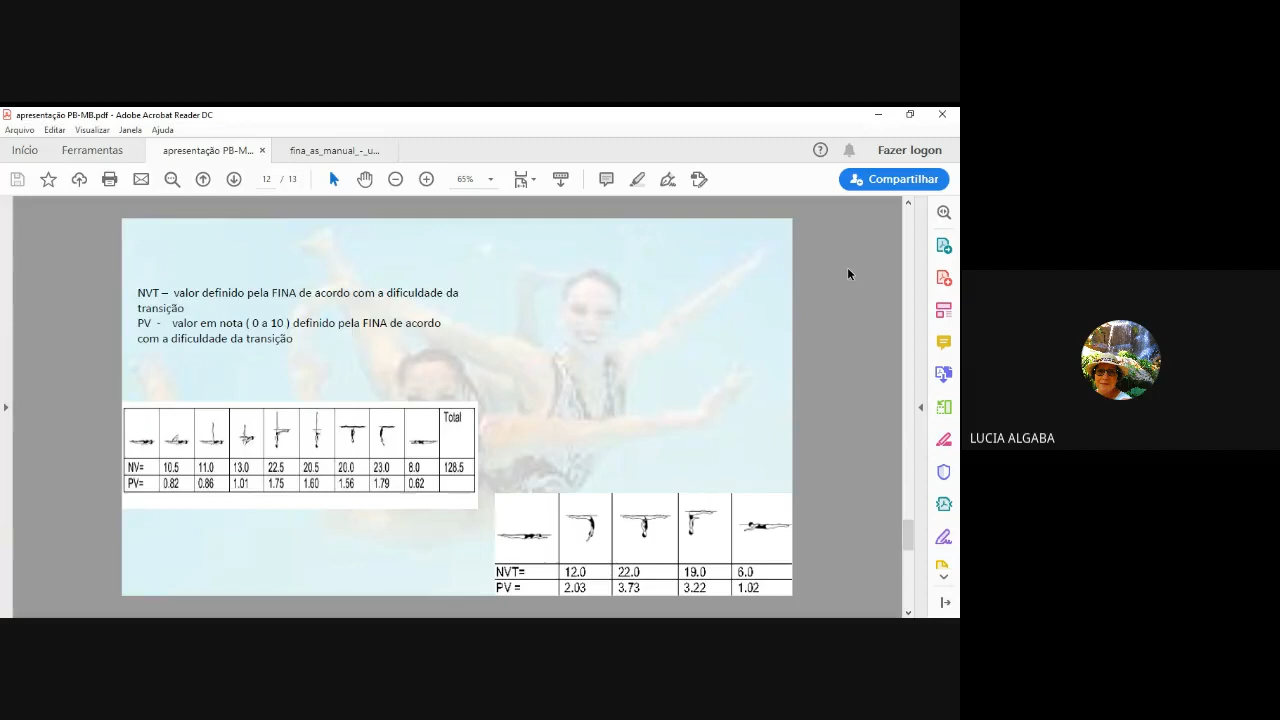 apresentação PB-MB.pdf - Adobe Acrobat Reader DC
Arquivo Editar Visualizar Janela Ajuda
Início Ferramentas apresentação PB-M... × fina_as_manual_-_u... Fazer logon
12 / 13 65% Compartilhar
NVT – valor definido pela FINA de acordo com a dificuldade da
transição
PV - valor em nota ( 0 a 10 ) definido pela FINA de acordo
com a dificuldade da transição
Total
NV= 10.5 11.0 13.0 22.5 20.5 20.0 23.0 8.0 128.5
PV= 0.82 0.86 1.01 1.75 1.60 1.56 1.79 0.62
NVT= 12.0 22.0 19.0 6.0
PV = 2.03 3.73 3.22 1.02
LUCIA ALGABA